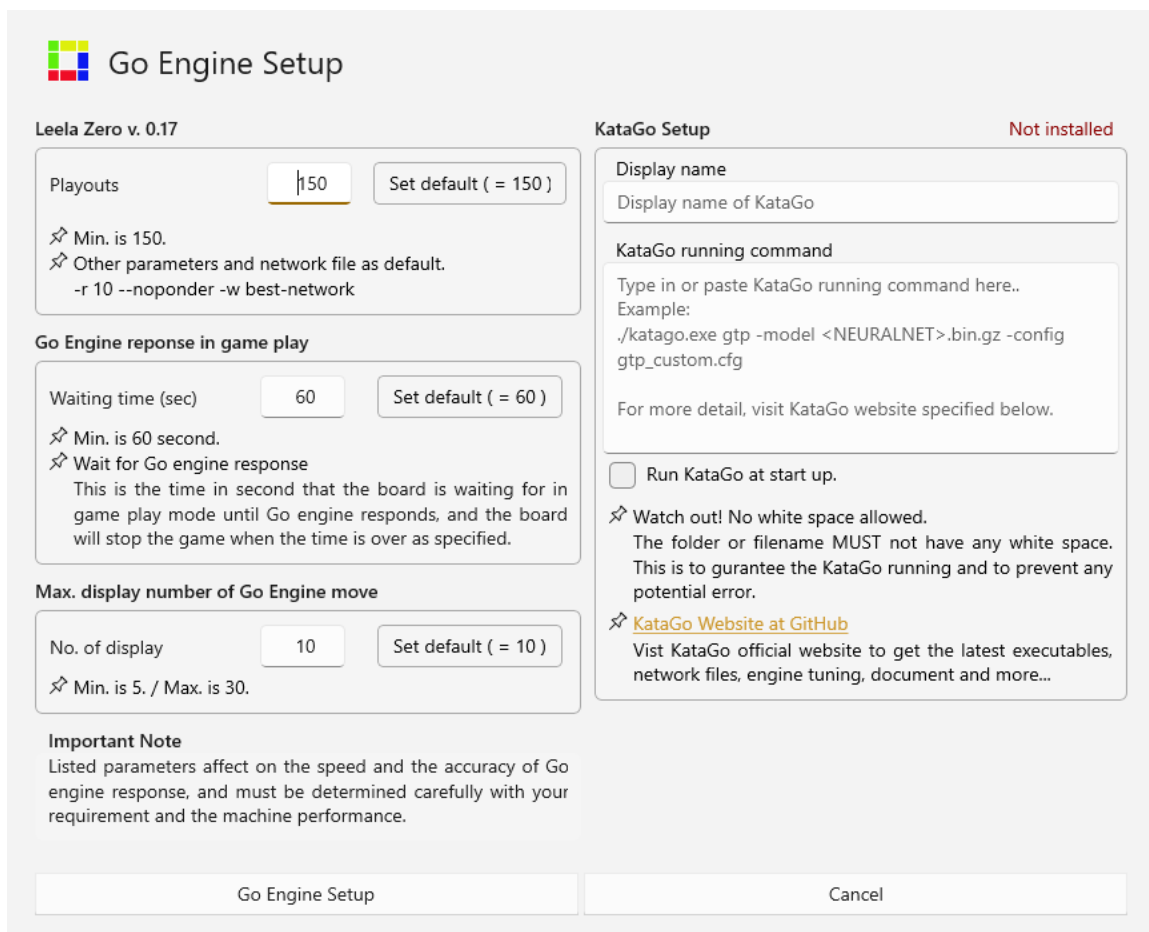 Go Engine Setup
Leela Zero v. 0.17
Playouts
150
Set default ( = 150 )
Min. is 150.
Other parameters and network file as default.
-r 10 --noponder -w best-network
Go Engine reponse in game play
Waiting time (sec)
60
Set default ( = 60 )
Min. is 60 second.
Wait for Go engine response
This is the time in second that the board is waiting for in
game play mode until Go engine responds, and the board
will stop the game when the time is over as specified.
Max. display number of Go Engine move
No. of display
10
Set default ( = 10 )
Min. is 5. / Max. is 30.
Important Note
Listed parameters affect on the speed and the accuracy of Go
engine response, and must be determined carefully with your
requirement and the machine performance.
KataGo Setup
Not installed
Display name
Display name of KataGo
KataGo running command
Type in or paste KataGo running command here..
Example:
./katago.exe gtp -model <NEURALNET>.bin.gz -config
gtp_custom.cfg
For more detail, visit KataGo website specified below.
Run KataGo at start up.
Watch out! No white space allowed.
The folder or filename MUST not have any white space.
This is to gurantee the KataGo running and to prevent any
potential error.
KataGo Website at GitHub
Vist KataGo official website to get the latest executables,
network files, engine tuning, document and more...
Go Engine Setup
Cancel